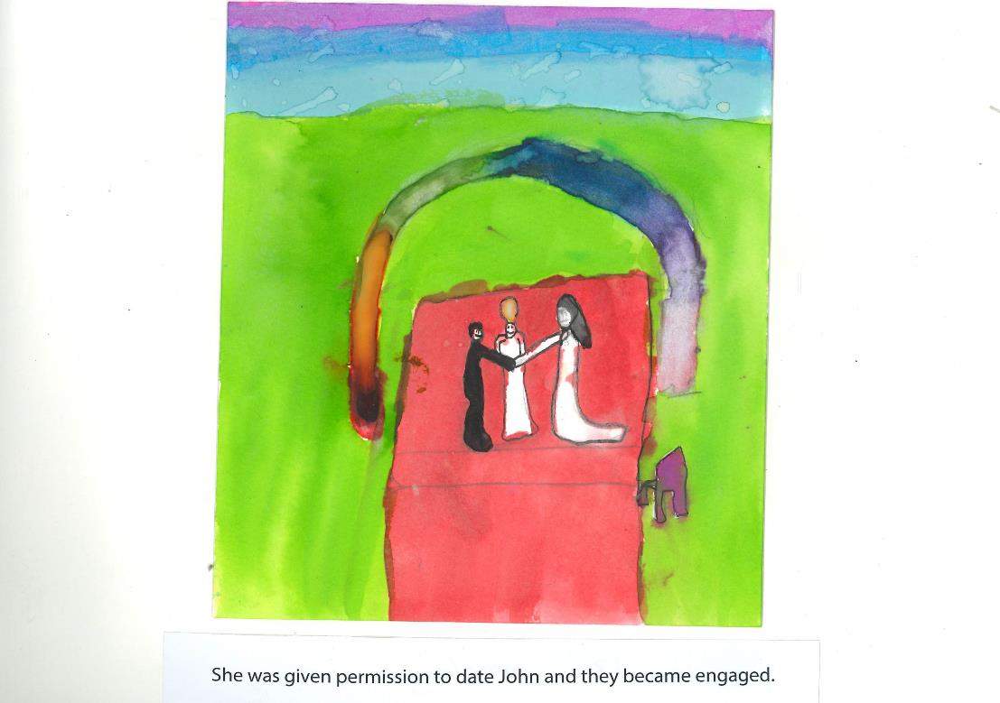 She was given permission to date John and they became engaged.